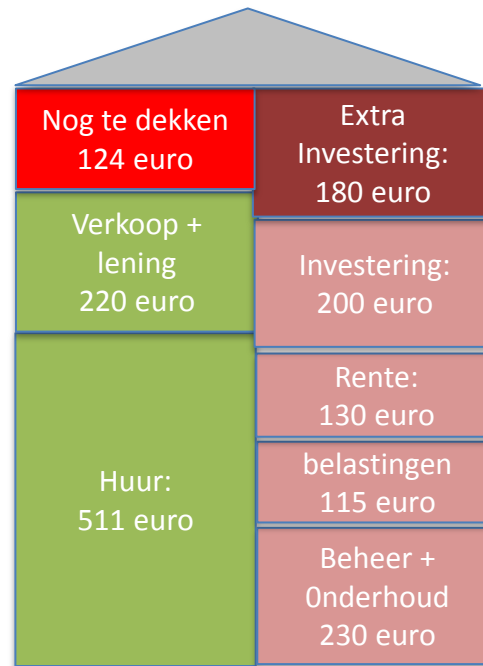 Nog te dekken
124 euro
Verkoop +
lening
220 euro
Huur:
511 euro
Extra
Investering:
180 euro
Investering:
200 euro
Rente:
130 euro
belastingen
115 euro
Beheer +
0nderhoud
230 euro